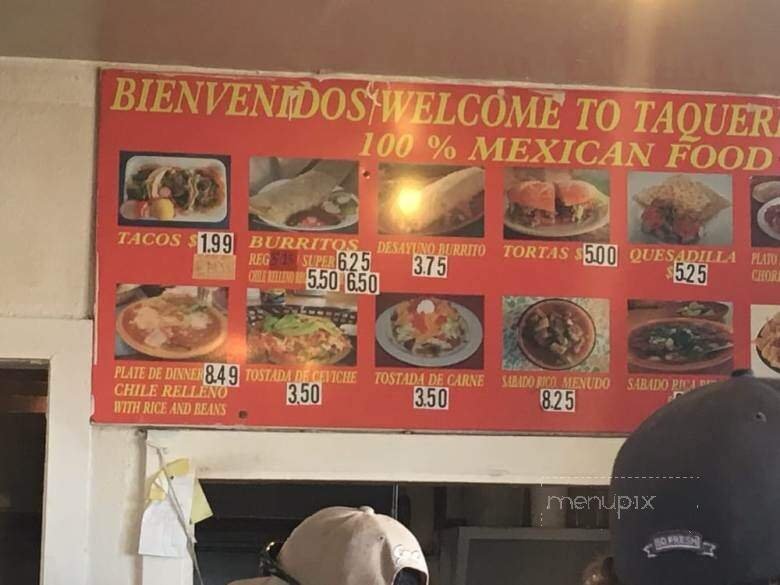 BIENVENIDOS/WELCOME TO TAQUER
100 % MEXICAN FOOD
TACOS $1.99
BURRITOS
REG SUPER 6.25
CHILE RELLENO 5.50 6.50
DESAYUNO BURRITO
3.75
TORTAS $5.00
QUESADILLA
$5.25
PLATO
CHOR
PLATE DE DINNER 8.49
CHILE RELLENO
WITH RICE AND BEANS
TOSTADA DE CEVICHE
3.50
TOSTADA DE CARNE
3.50
SABADO RICO MENUDO
8.25
SABADO RICA
menupix
SO FRESH